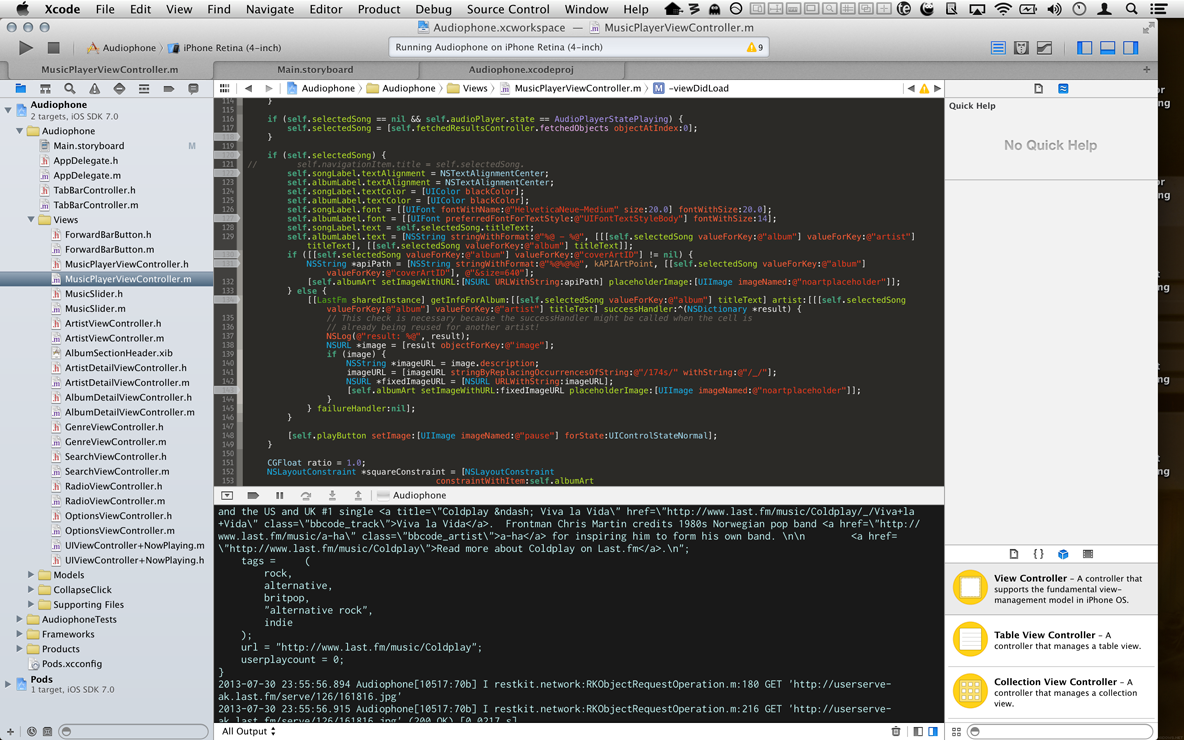 Xcode File Edit View Find Navigate Editor Product Debug Source Control Window Help
Audiophone.xcworkspace — MusicPlayerViewController.m
Audiophone 〉 iPhone Retina (4-inch)
Running Audiophone on iPhone Retina (4-inch)
9
MusicPlayerViewController.m
Main.storyboard
Audiophone.xcodeproj
Audiophone
2 targets, iOS SDK 7.0
Audiophone
Main.storyboard M
AppDelegate.h
AppDelegate.m
TabBarController.h
TabBarController.m
Views
ForwardBarButton.h
ForwardBarButton.m
MusicPlayerViewController.h
MusicPlayerViewController.m
MusicSlider.h
MusicSlider.m
ArtistViewController.h
ArtistViewController.m
AlbumSectionHeader.xib
ArtistDetailViewController.h
ArtistDetailViewController.m
AlbumDetailViewController.h
AlbumDetailViewController.m
GenreViewController.h
GenreViewController.m
SearchViewController.h
SearchViewController.m
RadioViewController.h
RadioViewController.m
OptionsViewController.h
OptionsViewController.m
UIViewController+NowPlaying.m
UIViewController+NowPlaying.h
Models
CollapseClick
Supporting Files
AudiophoneTests
Frameworks
Products
Pods.xcconfig
Pods
1 target, iOS SDK 7.0
Audiophone 〉 Audiophone 〉 Views 〉 MusicPlayerViewController.m 〉 M -viewDidLoad
114 }
115
116 if (self.selectedSong == nil && self.audioPlayer.state == AudioPlayerStatePlaying) {
117 self.selectedSong = [self.fetchedResultsController.fetchedObjects objectAtIndex:0];
118 }
119
120 if (self.selectedSong) {
121 // self.navigationItem.title = self.selectedSong.
122 self.songLabel.textAlignment = NSTextAlignmentCenter;
123 self.albumLabel.textAlignment = NSTextAlignmentCenter;
124 self.songLabel.textColor = [UIColor blackColor];
125 self.albumLabel.textColor = [UIColor blackColor];
126 self.songLabel.font = [[UIFont fontWithName:@"HelveticaNeue-Medium" size:20.0] fontWithSize:20.0];
127 self.albumLabel.font = [[UIFont preferredFontForTextStyle:@"UIFontTextStyleBody"] fontWithSize:14];
128 self.songLabel.text = self.selectedSong.titleText;
129 self.albumLabel.text = [NSString stringWithFormat:@"%@ - %@", [[[self.selectedSong valueForKey:@"album"] valueForKey:@"artist"]
titleText], [[self.selectedSong valueForKey:@"album"] titleText]];
130 if ([[self.selectedSong valueForKey:@"album"] valueForKey:@"coverArtID"] != nil) {
131 NSString *apiPath = [NSString stringWithFormat:@"%@%@%@", kAPIArtPoint, [[self.selectedSong valueForKey:@"album"]
valueForKey:@"coverArtID"], @"&size=640"];
132 [self.albumArt setImageWithURL:[NSURL URLWithString:apiPath] placeholderImage:[UIImage imageNamed:@"noartplaceholder"]];
133 } else {
134 [[LastFm sharedInstance] getInfoForAlbum:[[self.selectedSong valueForKey:@"album"] titleText] artist:[[[self.selectedSong
valueForKey:@"album"] valueForKey:@"artist"] titleText] successHandler:^(NSDictionary *result) {
135 // This check is necessary because the successHandler might be called when the cell is
136 // already being reused for another artist!
137 NSLog(@"result: %@", result);
138 NSURL *image = [result objectForKey:@"image"];
139 if (image) {
140 NSString *imageURL = image.description;
141 imageURL = [imageURL stringByReplacingOccurrencesOfString:@"/174s/" withString:@"/_/"];
142 NSURL *fixedImageURL = [NSURL URLWithString:imageURL];
143 [self.albumArt setImageWithURL:fixedImageURL placeholderImage:[UIImage imageNamed:@"noartplaceholder"]];
144 }
145 } failureHandler:nil];
146 }
147
148 [self.playButton setImage:[UIImage imageNamed:@"pause"] forState:UIControlStateNormal];
149 }
150
151 CGFloat ratio = 1.0;
152 NSLayoutConstraint *squareConstraint = [NSLayoutConstraint
153 constraintWithItem:self.albumArt
Audiophone
and the US and UK #1 single <a title=\"Coldplay &ndash; Viva la Vida\" href=\"http://www.last.fm/music/Coldplay/_/Viva+la
+Vida\" class=\"bbcode_track\">Viva la Vida</a>. Frontman Chris Martin credits 1980s Norwegian pop band <a href=\"http://
www.last.fm/music/a-ha\" class=\"bbcode_artist\">a-ha</a> for inspiring him to form his own band. \n\n <a href=
\"http://www.last.fm/music/Coldplay\">Read more about Coldplay on Last.fm</a>.\n";
tags = (
rock,
alternative,
britpop,
"alternative rock",
indie
);
url = "http://www.last.fm/music/Coldplay";
userplaycount = 0;
}
2013-07-30 23:55:56.894 Audiophone[10517:70b] I restkit.network:RKObjectRequestOperation.m:180 GET 'http://userserve-
ak.last.fm/serve/126/161816.jpg'
2013-07-30 23:55:56.915 Audiophone[10517:70b] I restkit.network:RKObjectRequestOperation.m:216 GET 'http://userserve-
ak.last.fm/serve/126/161816.jpg' (200 OK) [0.0217 s]
All Output
Quick Help
No Quick Help
View Controller – A controller that
supports the fundamental view-
management model in iPhone OS.
Table View Controller – A
controller that manages a table view.
Collection View Controller – A
controller that manages a collection
view.